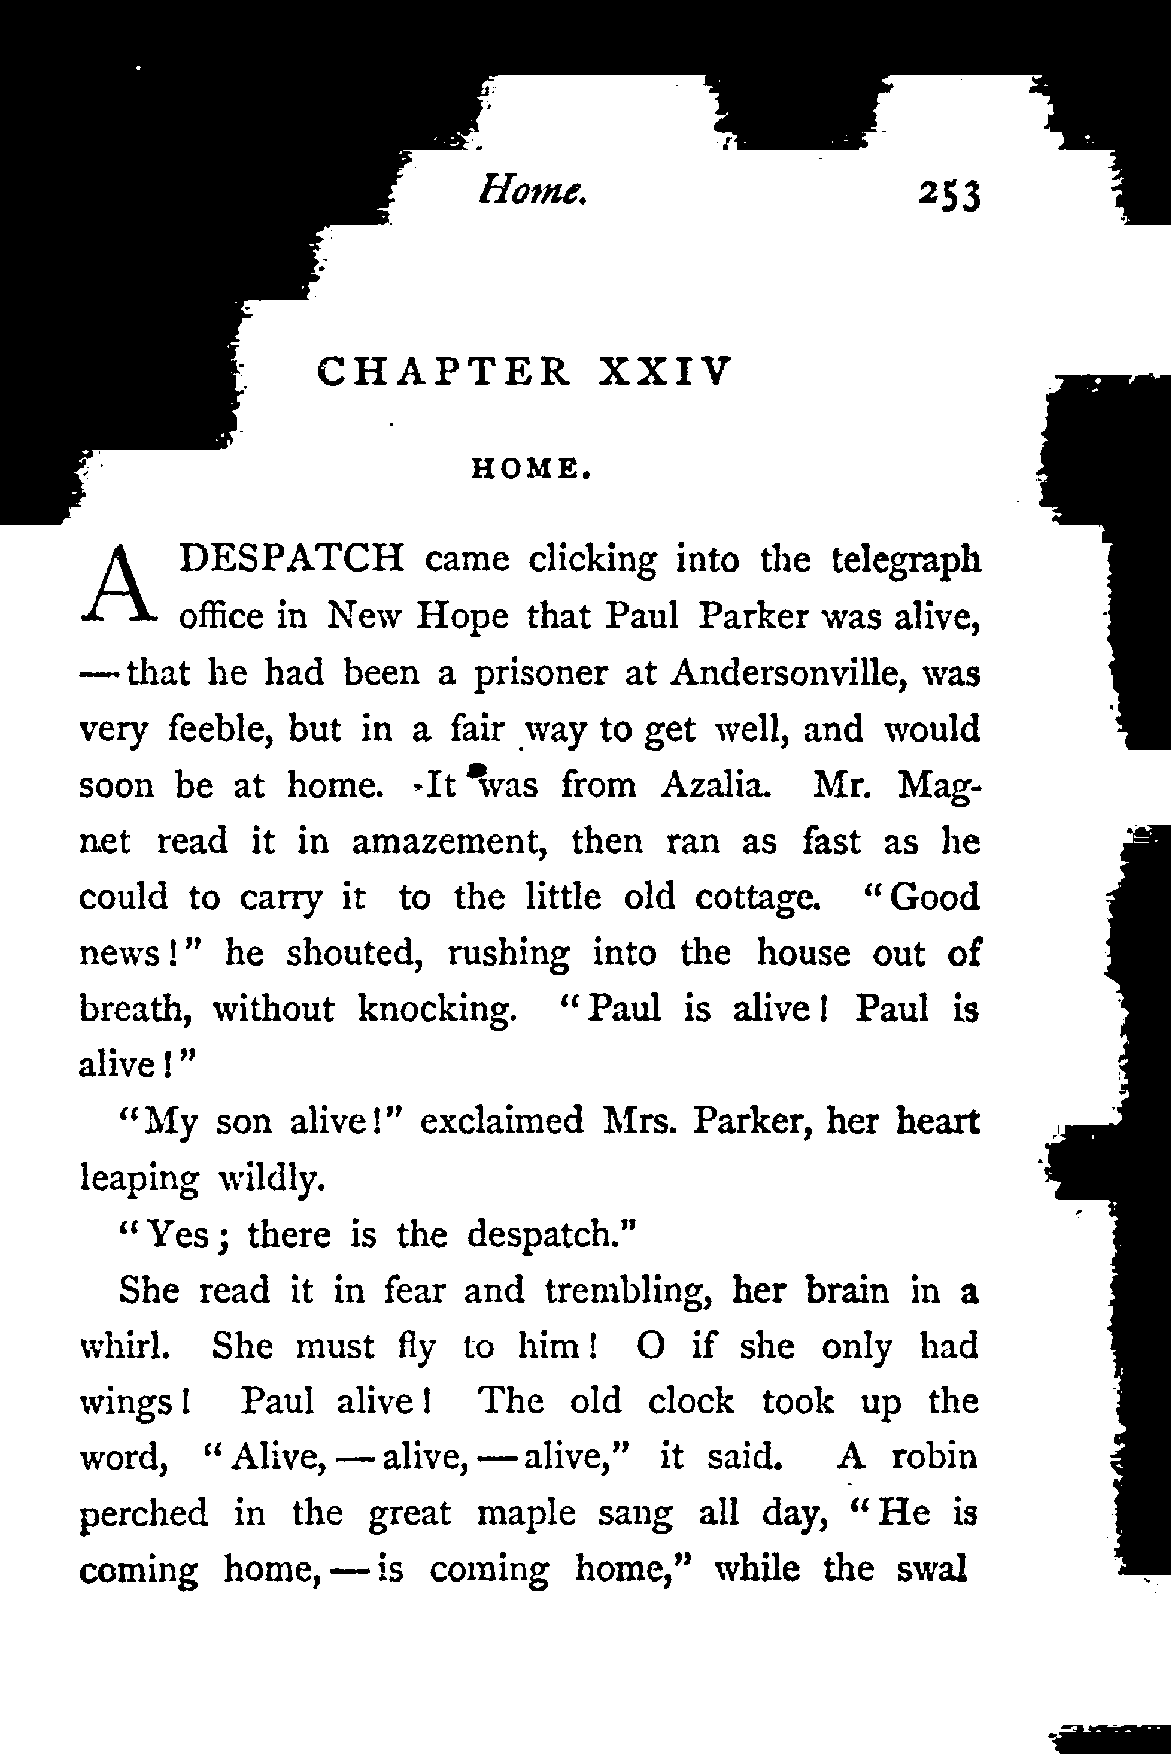 Home. 253
CHAPTER XXIV
HOME.
A DESPATCH came clicking into the telegraph
office in New Hope that Paul Parker was alive,
—that he had been a prisoner at Andersonville, was
very feeble, but in a fair way to get well, and would
soon be at home. It was from Azalia. Mr. Mag-
net read it in amazement, then ran as fast as he
could to carry it to the little old cottage. "Good
news!" he shouted, rushing into the house out of
breath, without knocking. "Paul is alive! Paul is
alive!"
"My son alive!" exclaimed Mrs. Parker, her heart
leaping wildly.
"Yes; there is the despatch."
She read it in fear and trembling, her brain in a
whirl. She must fly to him! O if she only had
wings! Paul alive! The old clock took up the
word, "Alive,—alive,—alive," it said. A robin
perched in the great maple sang all day, "He is
coming home,—is coming home," while the swal